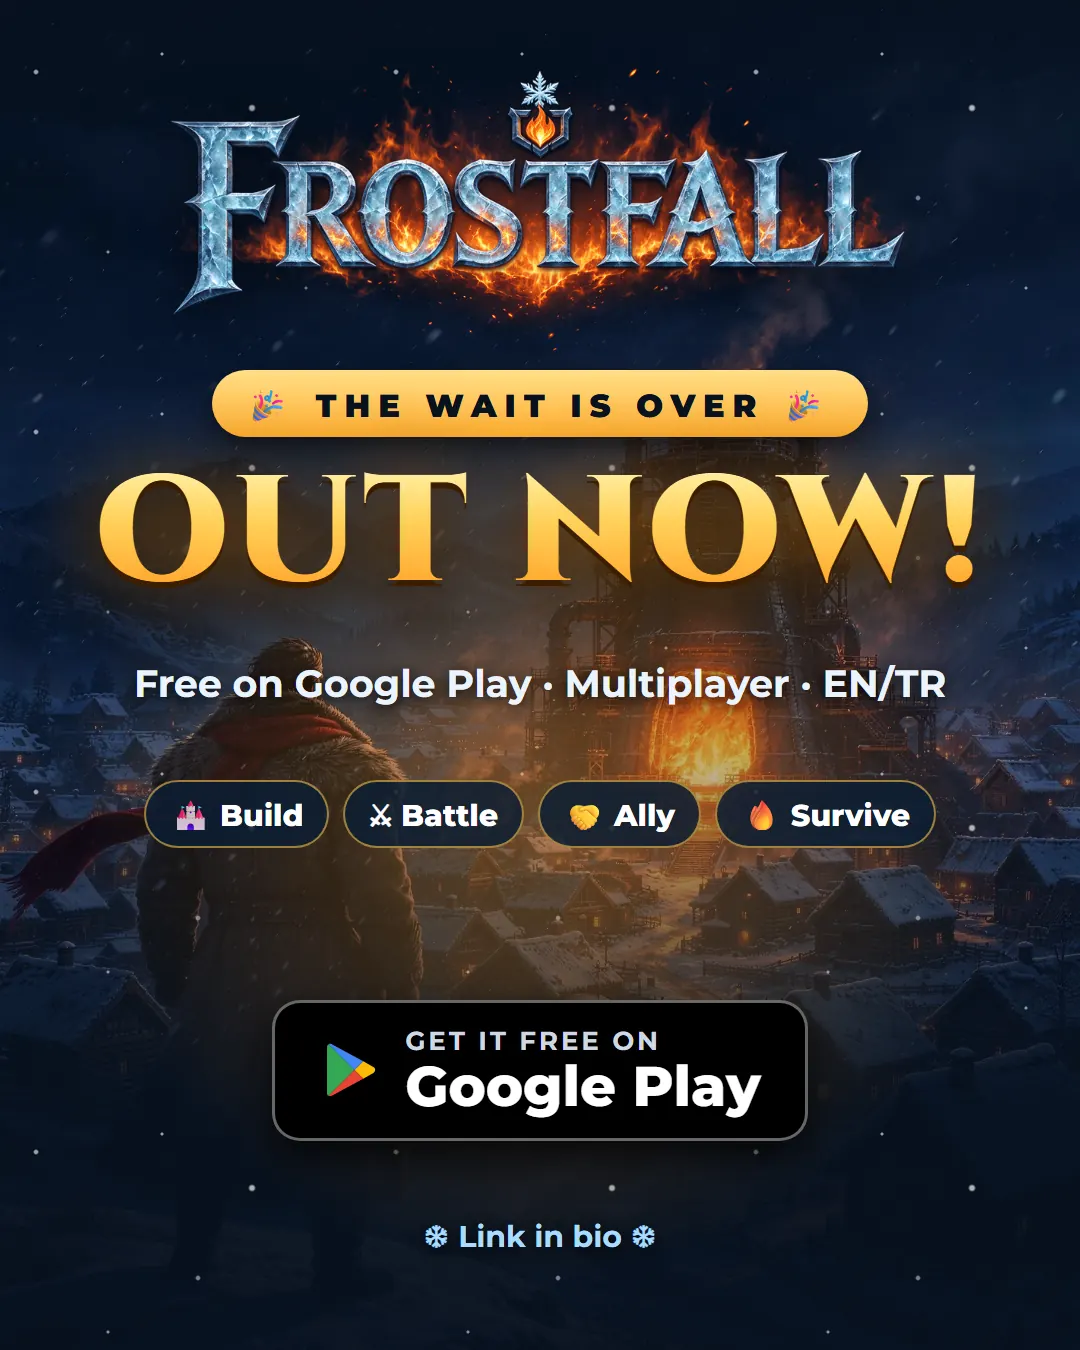 FROSTFALL
🎉 THE WAIT IS OVER 🎉
OUT NOW!
Free on Google Play · Multiplayer · EN/TR
🏰 Build
⚔ Battle
🤝 Ally
🔥 Survive
GET IT FREE ON
Google Play
❄ Link in bio ❄